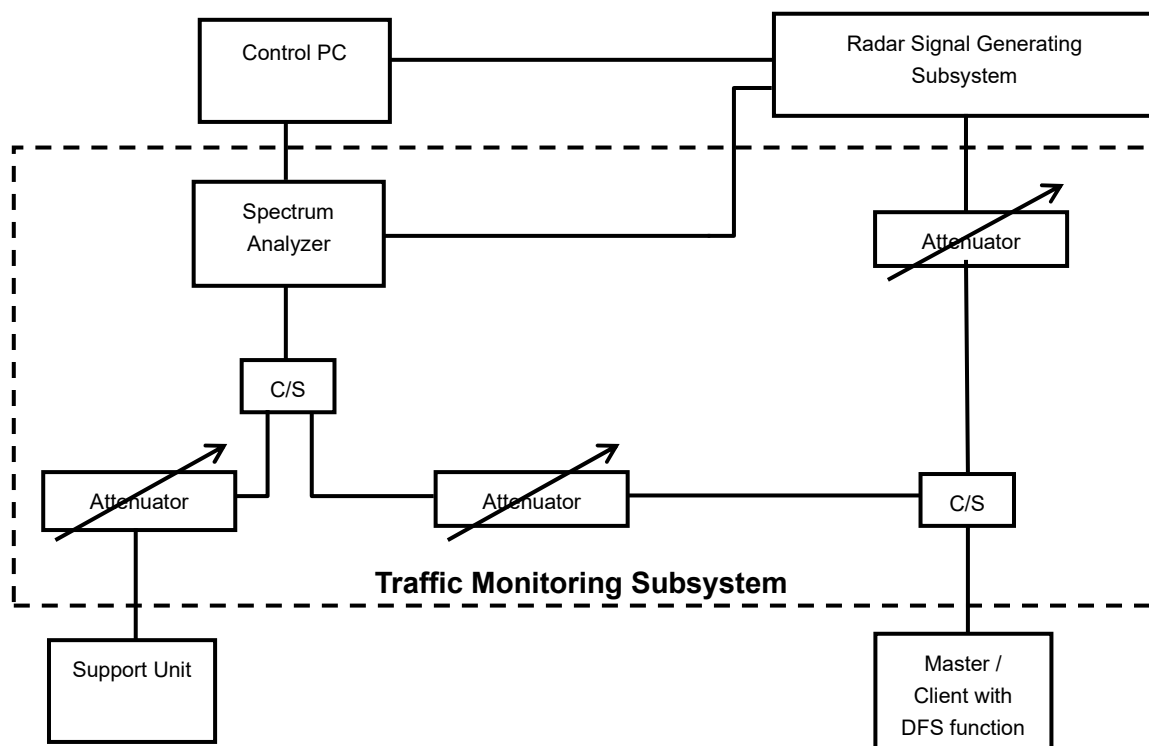 Control PC
Radar Signal Generating
Subsystem
Spectrum
Analyzer
Attenuator
C/S
Attenuator
Attenuator
C/S
Traffic Monitoring Subsystem
Support Unit
Master /
Client with
DFS function